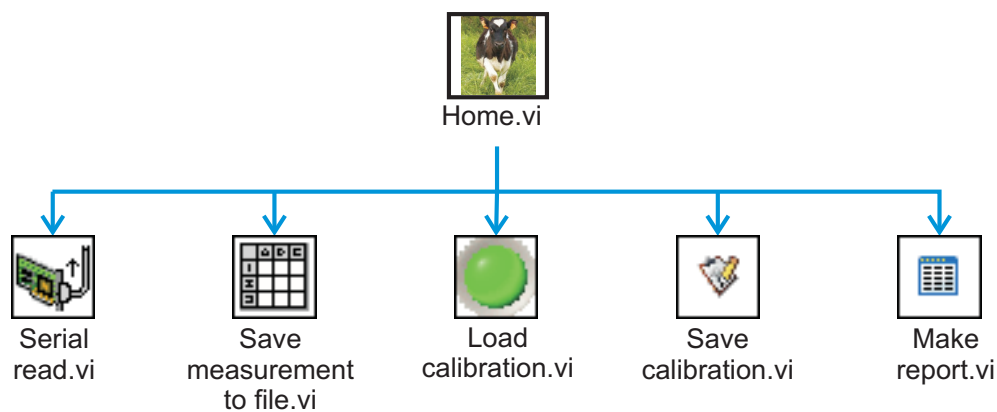 Home.vi
Serial
read.vi
Save
measurement
to file.vi
Load
calibration.vi
Save
calibration.vi
Make
report.vi